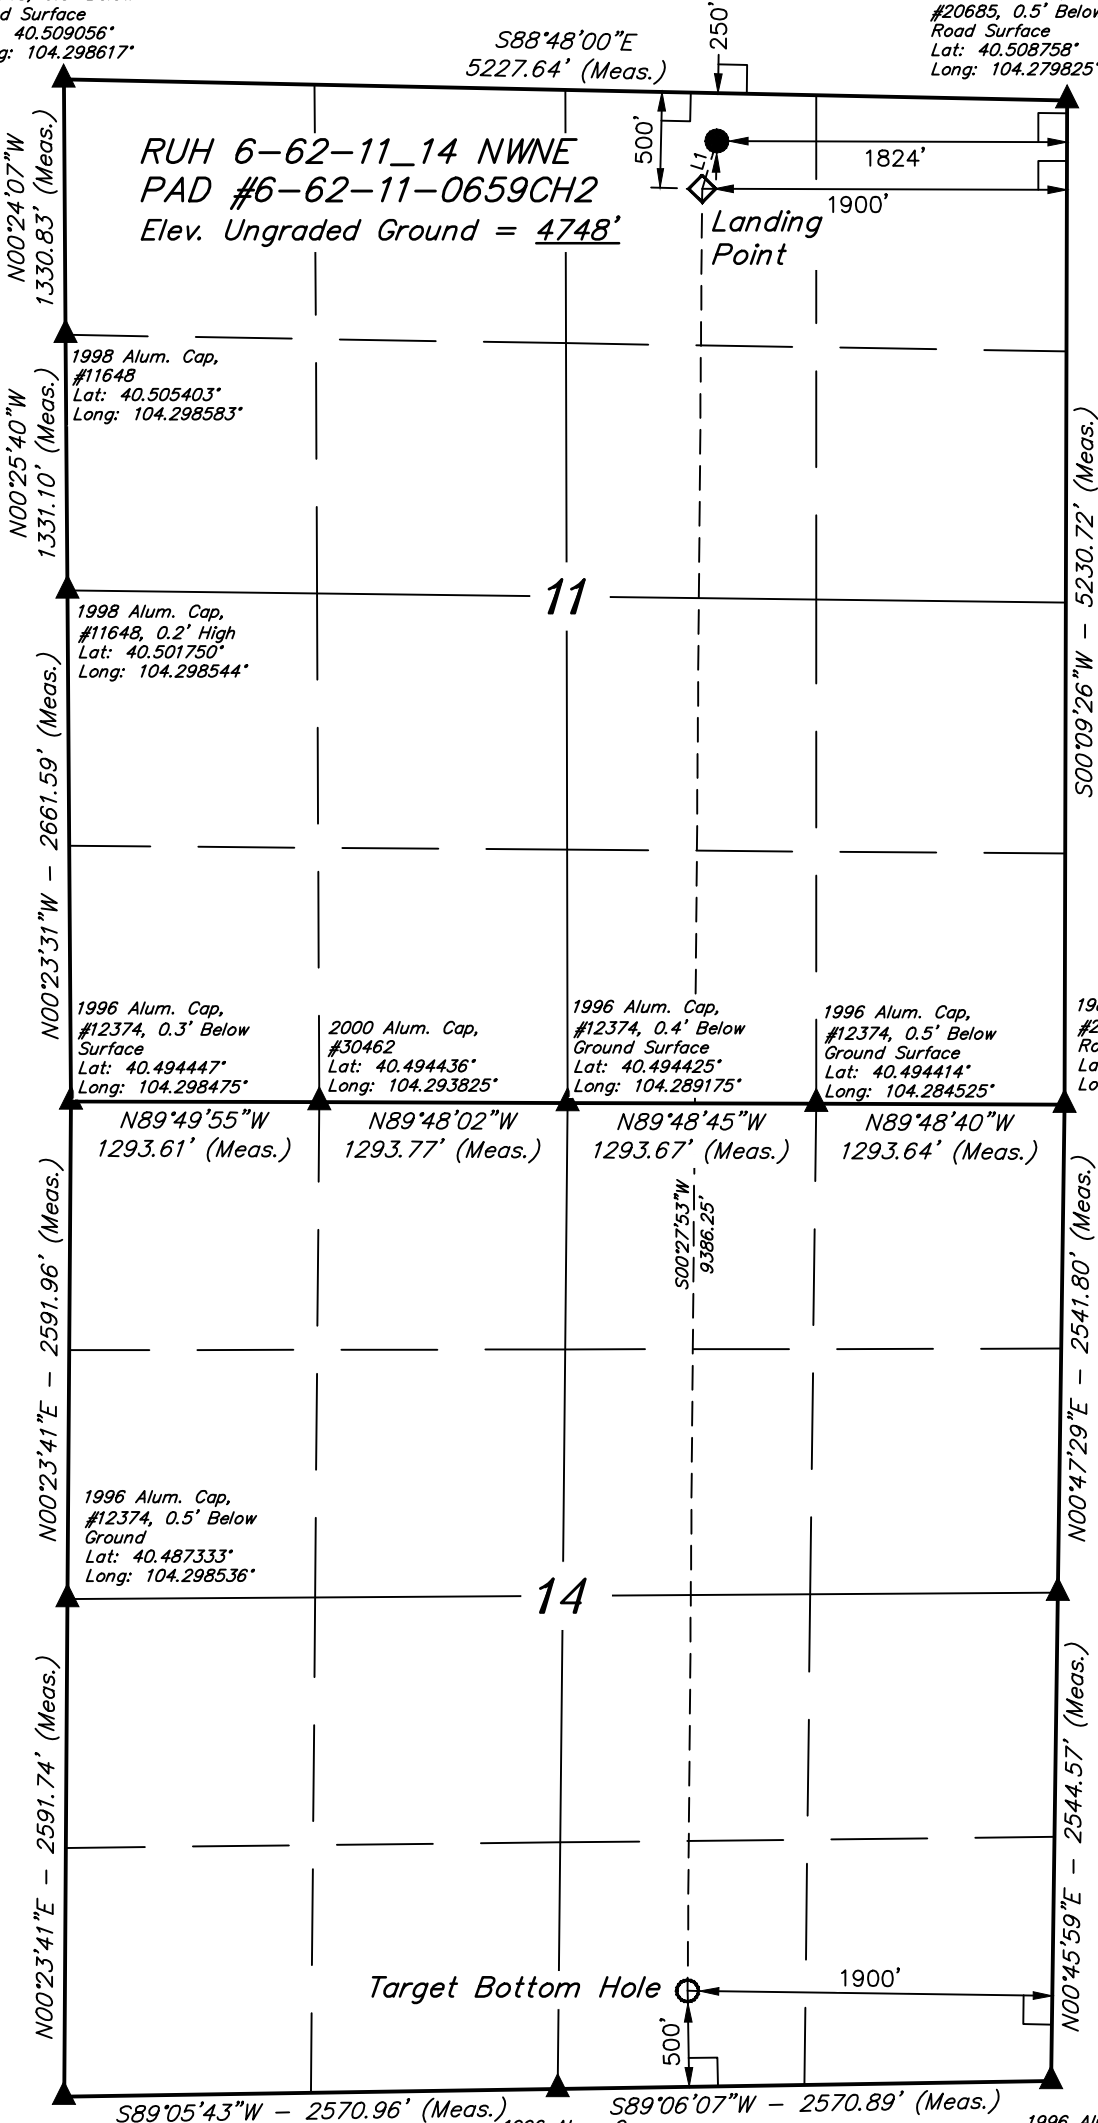 d Surface
40.509056°
g: 104.298617°
S88°48'00"E
5227.64' (Meas.)
250'
#20685, 0.5' Below
Road Surface
Lat: 40.508758°
Long: 104.279825°
N00°24'07"W
1330.83' (Meas.)
RUH 6-62-11_14 NWNE
PAD #6-62-11-0659CH2
Elev. Ungraded Ground = 4748'
500'
L1
1824'
1900'
Landing
Point
1998 Alum. Cap,
#11648
Lat: 40.505403°
Long: 104.298583°
N00°25'40"W
1331.10' (Meas.)
S00°09'26"W - 5230.72' (Meas.)
11
1998 Alum. Cap,
#11648, 0.2' High
Lat: 40.501750°
Long: 104.298544°
N00°23'31"W - 2661.59' (Meas.)
1996 Alum. Cap,
#12374, 0.3' Below
Surface
Lat: 40.494447°
Long: 104.298475°
2000 Alum. Cap,
#30462
Lat: 40.494436°
Long: 104.293825°
1996 Alum. Cap,
#12374, 0.4' Below
Ground Surface
Lat: 40.494425°
Long: 104.289175°
1996 Alum. Cap,
#12374, 0.5' Below
Ground Surface
Lat: 40.494414°
Long: 104.284525°
19
#2
Ro
La
Lo
N89°49'55"W
1293.61' (Meas.)
N89°48'02"W
1293.77' (Meas.)
N89°48'45"W
1293.67' (Meas.)
N89°48'40"W
1293.64' (Meas.)
S00°27'53"W
9386.25'
N00°23'41"E - 2591.96' (Meas.)
N00°47'29"E - 2541.80' (Meas.)
1996 Alum. Cap,
#12374, 0.5' Below
Ground
Lat: 40.487333°
Long: 104.298536°
14
N00°23'41"E - 2591.74' (Meas.)
N00°45'59"E - 2544.57' (Meas.)
Target Bottom Hole
1900'
500'
S89°05'43"W - 2570.96' (Meas.)
S89°06'07"W - 2570.89' (Meas.)